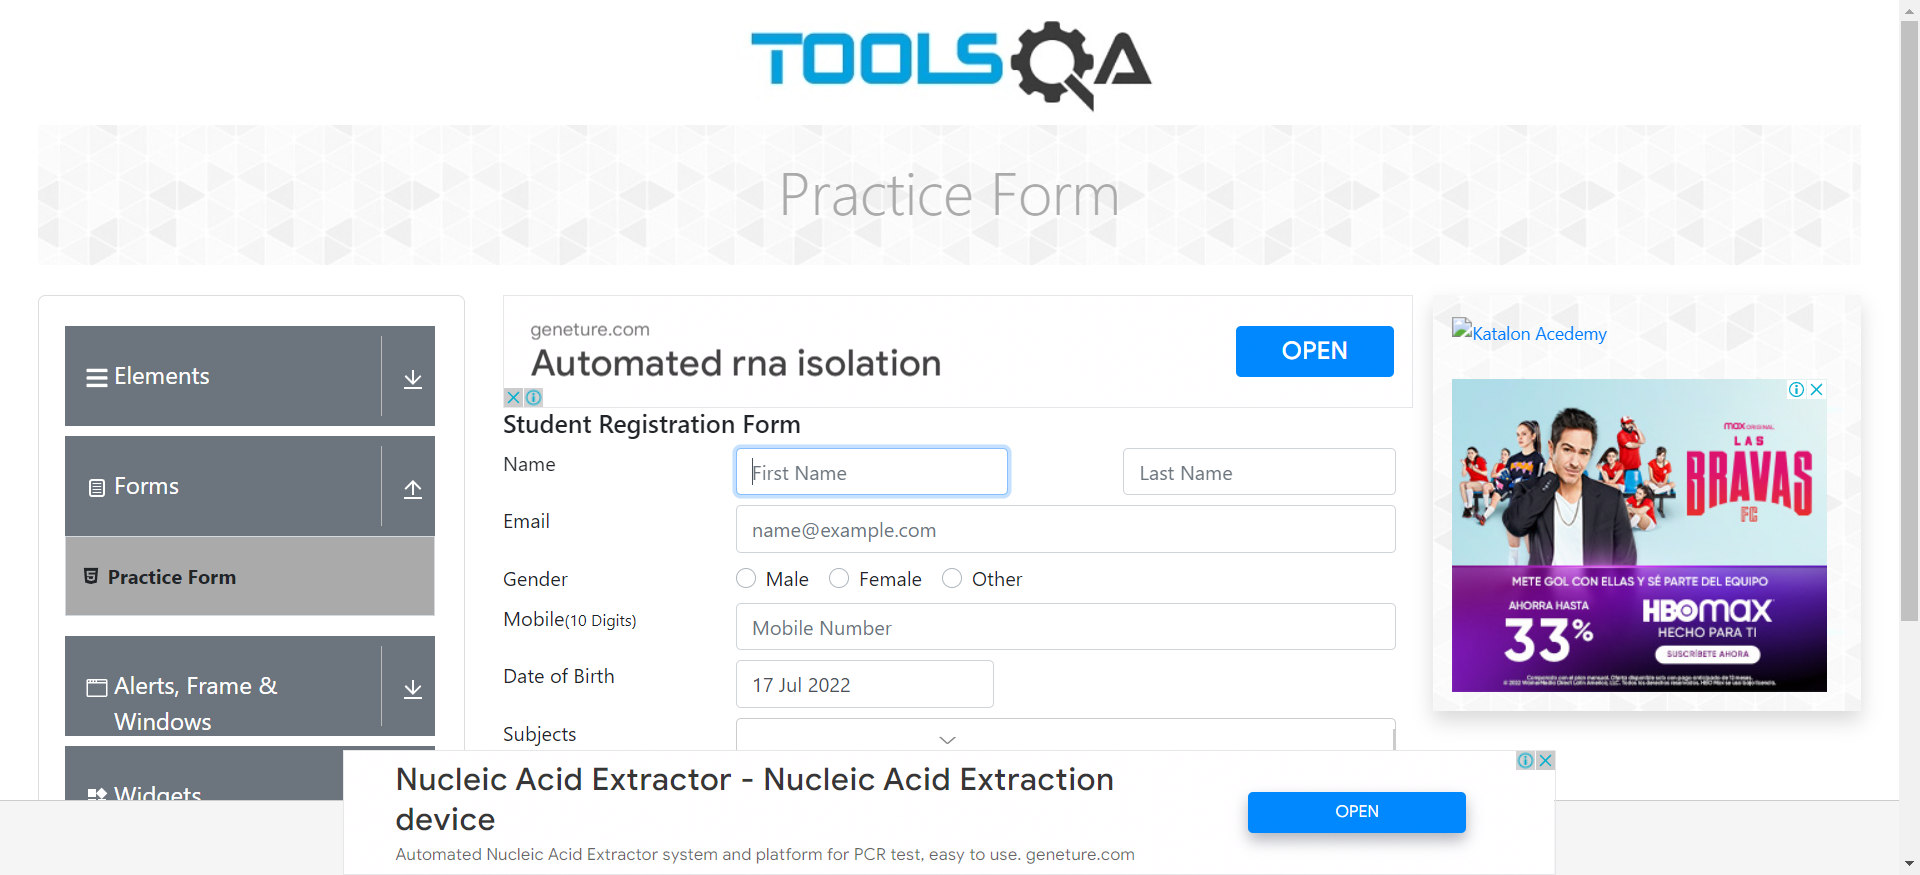 TOOLSQA
Practice Form
Elements
Forms
Practice Form
Alerts, Frame &
Windows
Widgets
geneture.com
Automated rna isolation
OPEN
Student Registration Form
Name
First Name
Last Name
Email
name@example.com
Gender
Male
Female
Other
Mobile(10 Digits)
Mobile Number
Date of Birth
17 Jul 2022
Subjects
Katalon Acedemy
max ORIGINAL
LAS
BRAVAS
FC
METE GOL CON ELLAS Y SÉ PARTE DEL EQUIPO
AHORRA HASTA
33%
HBOmax
HECHO PARA TI
SUSCRÍBETE AHORA
Nucleic Acid Extractor - Nucleic Acid Extraction
device
Automated Nucleic Acid Extractor system and platform for PCR test, easy to use. geneture.com
OPEN